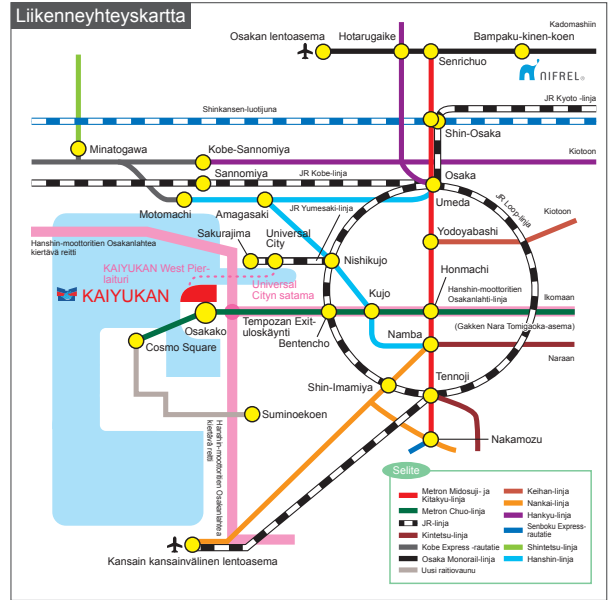 Liikenneyhteyskartta
Kadomashiin
Osakan lentoasema
Hotarugaike
Bampaku-kinen-koen
Senrichuo
NIFREL®
JR Kyoto -linja
Shinkansen-luotijuna
Shin-Osaka
Minatogawa
Kobe-Sannomiya
Kiotoon
Sannomiya
JR Kobe-linja
Osaka
Motomachi
Amagasaki
Umeda
JR Loop-linja
JR Yumesaki-linja
Kiotoon
Sakurajima
Universal
City
Yodoyabashi
Hanshin-moottoritien Osakanlahtea
kiertävä reitti
Nishikujo
KAIYUKAN West Pier-
laituri
Universal
Cityn satama
Honmachi
Hanshin-moottoritien
Osakanlahti-linja
Ikomaan
KAIYUKAN
Kujo
Osakako
Tempozan Exit-
uloskäynti
Namba
(Gakken Nara Tomigaoka-asema)
Cosmo Square
Bentencho
Naraan
Tennoji
Shin-Imamiya
Suminoekoen
Hanshin-moottoritien Osakanlahtea
kiertävä reitti
Nakamozu
Kansain kansainvälinen lentoasema
Selite
Metron Midosuji- ja
Kitakyu-linja
Metron Chuo-linja
JR-linja
Kintetsu-linja
Kobe Express -rautatie
Osaka Monorail-linja
Uusi raitiovaunu
Keihan-linja
Nankai-linja
Hankyu-linja
Senboku Express-
rautatie
Shintetsu-linja
Hanshin-linja